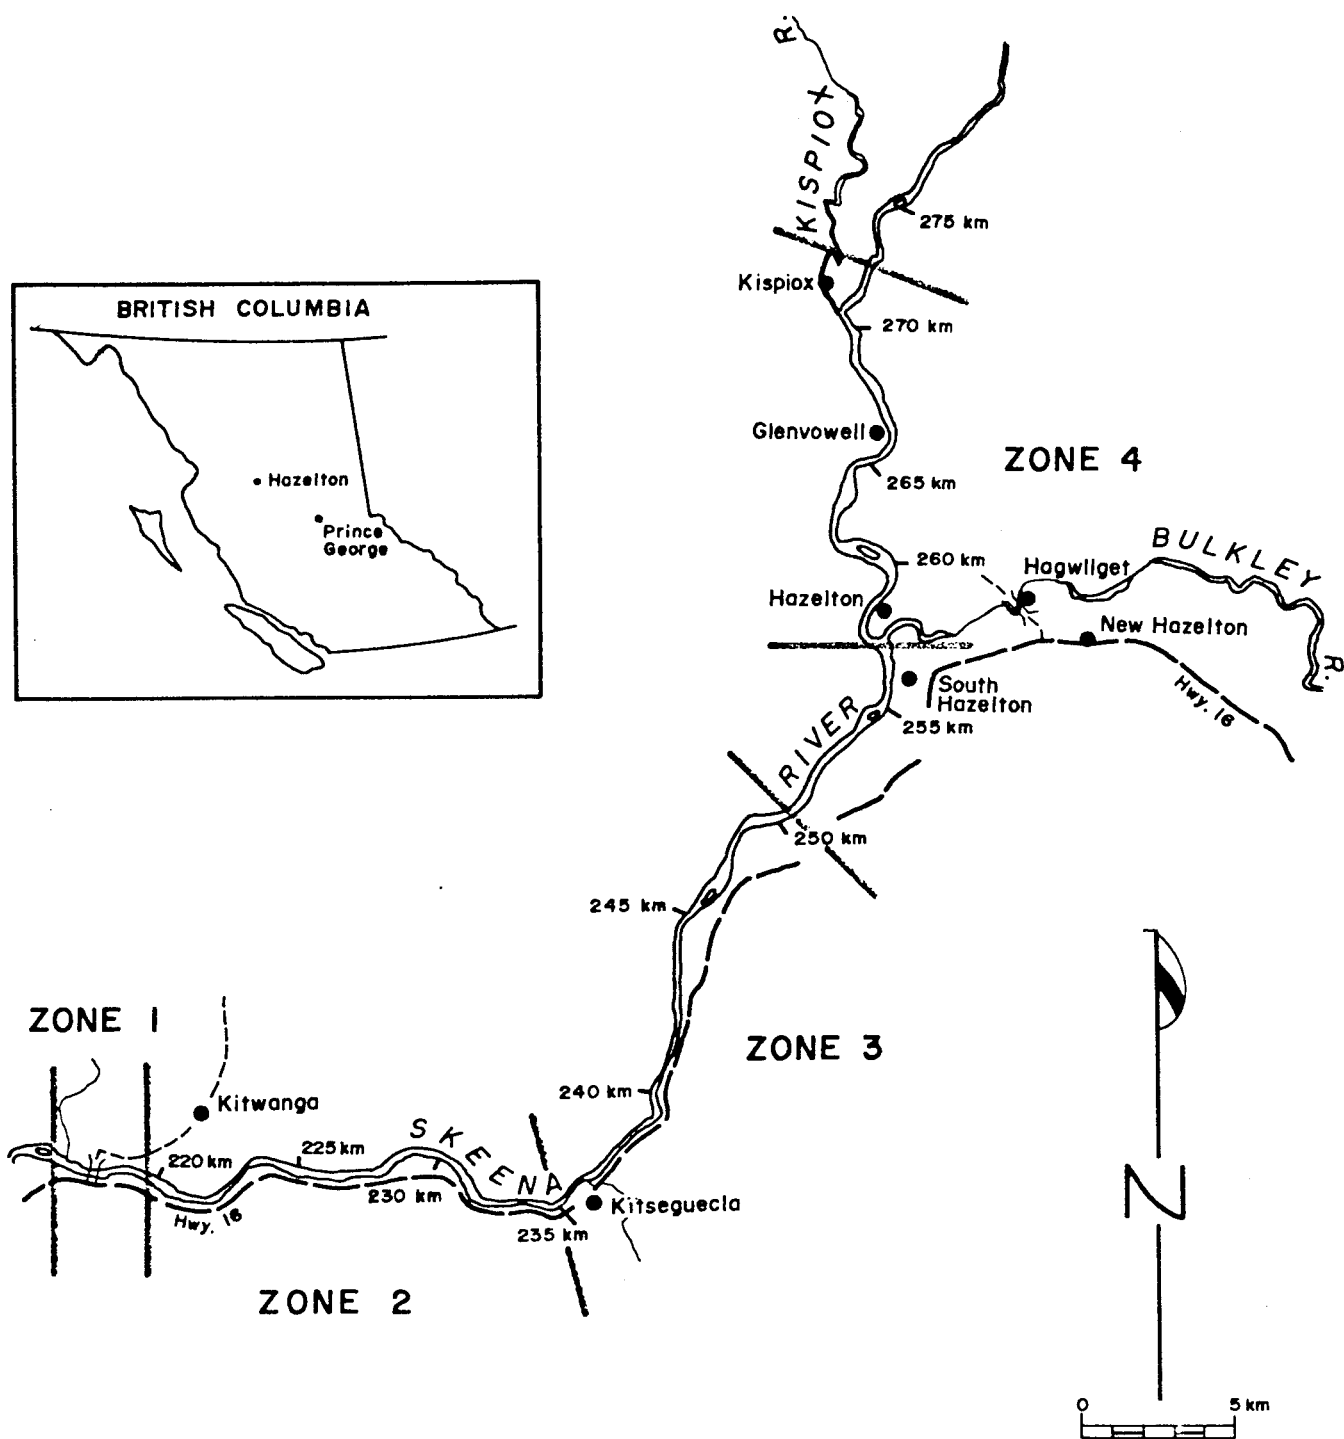 R.
KISPIOX
275 km
Kispiox
270 km
BRITISH COLUMBIA
Hazelton
Prince
George
Glenvowell
ZONE 4
265 km
BULKLEY
R.
260 km
Hagwilget
Hazelton
New Hazelton
South
Hazelton
Hwy. 16
RIVER
255 km
250 km
245 km
ZONE 1
ZONE 3
240 km
Kitwanga
SKEENA
220 km
225 km
230 km
Hwy. 16
Kitseguecla
235 km
ZONE 2
N
0 5 km